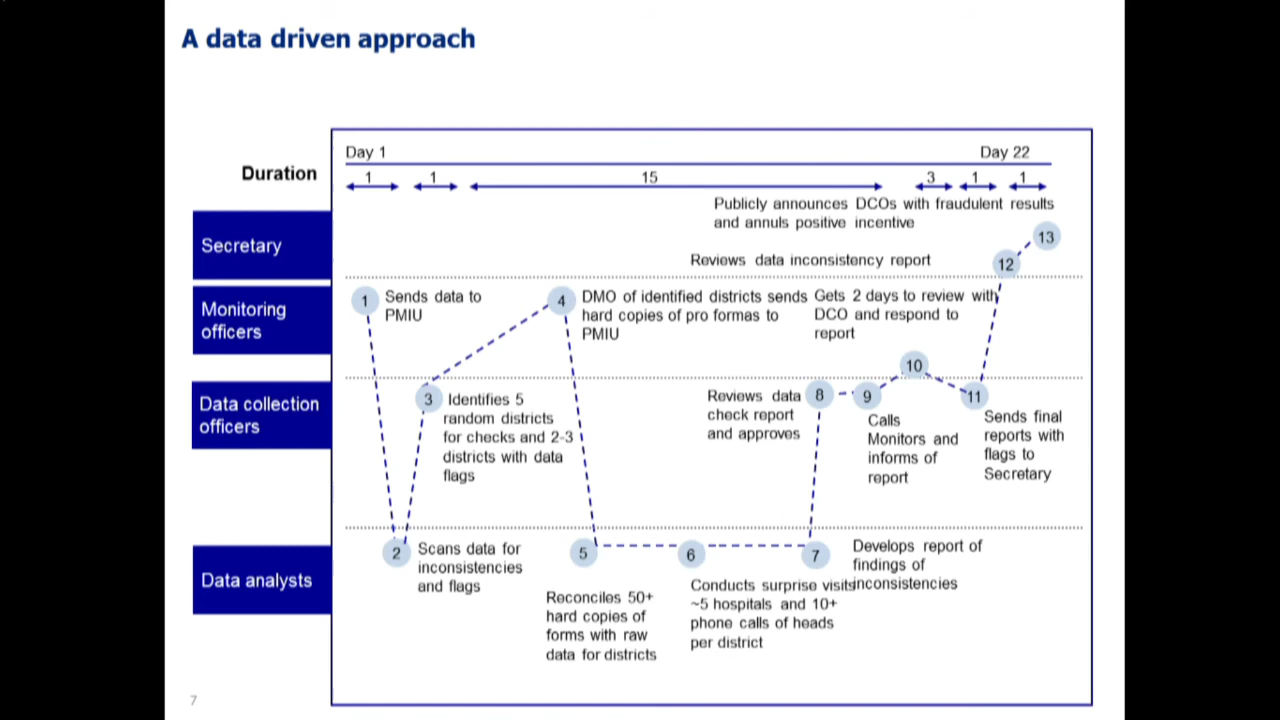 A data driven approach
Day 1
Day 22
Duration
1
1
15
3
1
1
Publicly announces DCOs with fraudulent results
and annuls positive incentive
13
Secretary
Reviews data inconsistency report
12
Monitoring
officers
1
Sends data to
PMIU
4
DMO of identified districts sends
hard copies of pro formas to
PMIU
Gets 2 days to review with
DCO and respond to
report
10
Data collection
officers
3
Identifies 5
random districts
for checks and 2-3
districts with data
flags
Reviews data
check report
and approves
8
9
Calls
Monitors and
informs of
report
11
Sends final
reports with
flags to
Secretary
Data analysts
2
Scans data for
inconsistencies
and flags
5
Reconciles 50+
hard copies of
forms with raw
data for districts
6
Conducts surprise visits
~5 hospitals and 10+
phone calls of heads
per district
7
Develops report of
findings of
inconsistencies
7